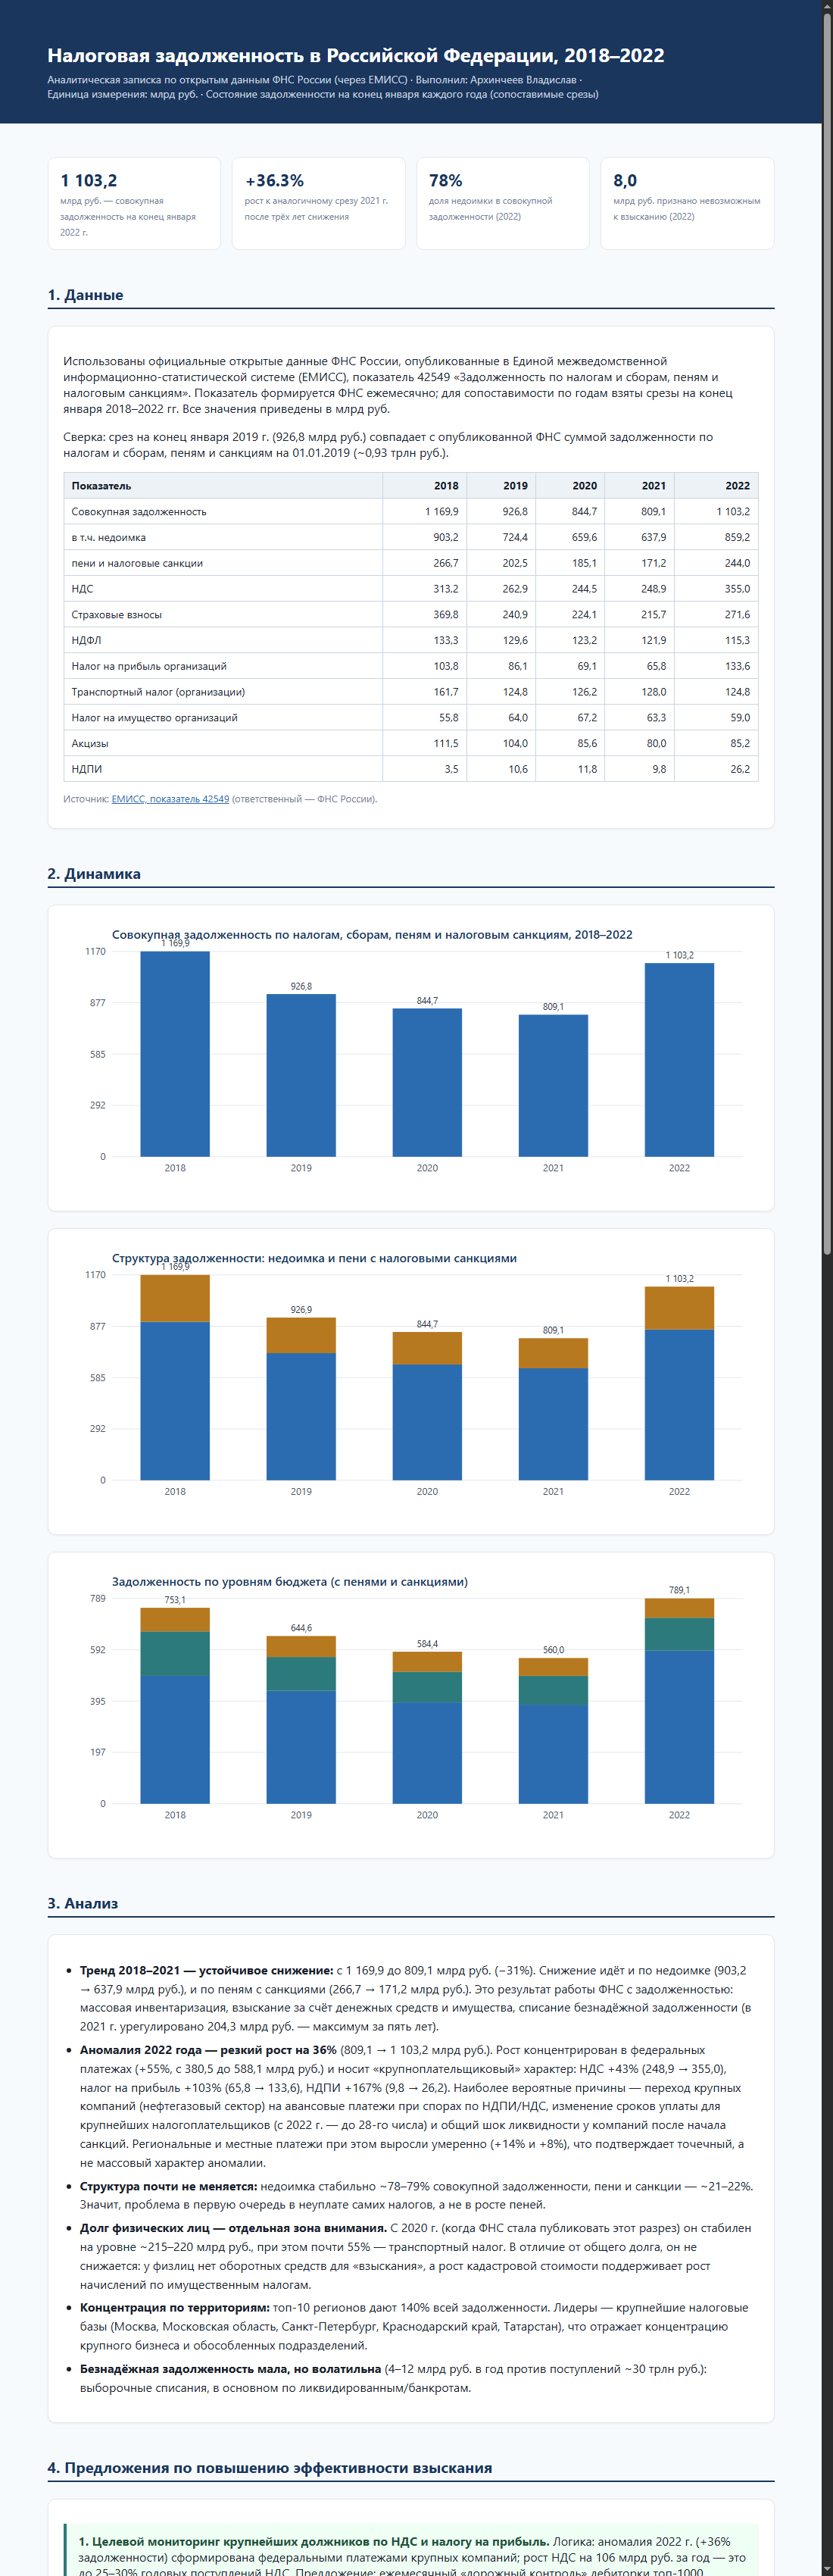 Налоговая задолженность в Российской Федерации, 2018–2022
Аналитическая записка по открытым данным ФНС России (через ЕМИСС) · Выполнил: Архинчеев Владислав ·
Единица измерения: млрд руб. · Состояние задолженности на конец января каждого года (сопоставимые срезы)
1 103,2
млрд руб. — совокупная
задолженность на конец января
2022 г.
+36.3%
рост к аналогичному срезу 2021 г.
после трёх лет снижения
78%
доля недоимки в совокупной
задолженности (2022)
8,0
млрд руб. признано невозможным
к взысканию (2022)
1. Данные
Использованы официальные открытые данные ФНС России, опубликованные в Единой межведомственной
информационно-статистической системе (ЕМИСС), показатель 42549 «Задолженность по налогам и сборам, пеням и
налоговым санкциям». Показатель формируется ФНС ежемесячно; для сопоставимости по годам взяты срезы на конец
января 2018–2022 гг. Все значения приведены в млрд руб.
Сверка: срез на конец января 2019 г. (926,8 млрд руб.) совпадает с опубликованной ФНС суммой задолженности по
налогам и сборам, пеням и санкциям на 01.01.2019 (~0,93 трлн руб.).
Показатель 2018 2019 2020 2021 2022
Совокупная задолженность 1 169,9 926,8 844,7 809,1 1 103,2
в т.ч. недоимка 903,2 724,4 659,6 637,9 859,2
пени и налоговые санкции 266,7 202,5 185,1 171,2 244,0
НДС 313,2 262,9 244,5 248,9 355,0
Страховые взносы 369,8 240,9 224,1 215,7 271,6
НДФЛ 133,3 129,6 123,2 121,9 115,3
Налог на прибыль организаций 103,8 86,1 69,1 65,8 133,6
Транспортный налог (организации) 161,7 124,8 126,2 128,0 124,8
Налог на имущество организаций 55,8 64,0 67,2 63,3 59,0
Акцизы 111,5 104,0 85,6 80,0 85,2
НДПИ 3,5 10,6 11,8 9,8 26,2
Источник: ЕМИСС, показатель 42549 (ответственный — ФНС России).
2. Динамика
Совокупная задолженность по налогам, сборам, пеням и налоговым санкциям, 2018–2022
1 169,9
926,8
844,7
809,1
1 103,2
1170
877
585
292
0
2018 2019 2020 2021 2022
Структура задолженности: недоимка и пени с налоговыми санкциями
1 169,9
926,9
844,7
809,1
1 103,2
1170
877
585
292
0
2018 2019 2020 2021 2022
Задолженность по уровням бюджета (с пенями и санкциями)
753,1
644,6
584,4
560,0
789,1
789
592
395
197
0
2018 2019 2020 2021 2022
3. Анализ
Тренд 2018–2021 — устойчивое снижение: с 1 169,9 до 809,1 млрд руб. (−31%). Снижение идёт и по недоимке (903,2
→ 637,9 млрд руб.), и по пеням с санкциями (266,7 → 171,2 млрд руб.). Это результат работы ФНС с задолженностью:
массовая инвентаризация, взыскание за счёт денежных средств и имущества, списание безнадёжной задолженности (в
2021 г. урегулировано 204,3 млрд руб. — максимум за пять лет).
Аномалия 2022 года — резкий рост на 36% (809,1 → 1 103,2 млрд руб.). Рост концентрирован в федеральных
платежах (+55%, с 380,5 до 588,1 млрд руб.) и носит «крупноплательщиковый» характер: НДС +43% (248,9 → 355,0),
налог на прибыль +103% (65,8 → 133,6), НДПИ +167% (9,8 → 26,2). Наиболее вероятные причины — переход крупных
компаний (нефтегазовый сектор) на авансовые платежи при спорах по НДПИ/НДС, изменение сроков уплаты для
крупнейших налогоплательщиков (с 2022 г. — до 28-го числа) и общий шок ликвидности у компаний после начала
санкций. Региональные и местные платежи при этом выросли умеренно (+14% и +8%), что подтверждает точечный, а
не массовый характер аномалии.
Структура почти не меняется: недоимка стабильно ~78–79% совокупной задолженности, пени и санкции — ~21–22%.
Значит, проблема в первую очередь в неуплате самих налогов, а не в росте пеней.
Долг физических лиц — отдельная зона внимания. С 2020 г. (когда ФНС стала публиковать этот разрез) он стабилен
на уровне ~215–220 млрд руб., при этом почти 55% — транспортный налог. В отличие от общего долга, он не
снижается: у физлиц нет оборотных средств для «взыскания», а рост кадастровой стоимости поддерживает рост
начислений по имущественным налогам.
Концентрация по территориям: топ-10 регионов дают 140% всей задолженности. Лидеры — крупнейшие налоговые
базы (Москва, Московская область, Санкт-Петербург, Краснодарский край, Татарстан), что отражает концентрацию
крупного бизнеса и обособленных подразделений.
Безнадёжная задолженность мала, но волатильна (4–12 млрд руб. в год против поступлений ~30 трлн руб.):
выборочные списания, в основном по ликвидированным/банкротам.
4. Предложения по повышению эффективности взыскания
1. Целевой мониторинг крупнейших должников по НДС и налогу на прибыль. Логика: аномалия 2022 г. (+36%
задолженности) сформирована федеральными платежами крупных компаний; рост НДС на 106 млрд руб. за год — это
до 25–30% годовых поступлений НДС. Предложение: ежемесячный «дорожный контроль» дебиторки топ-1000